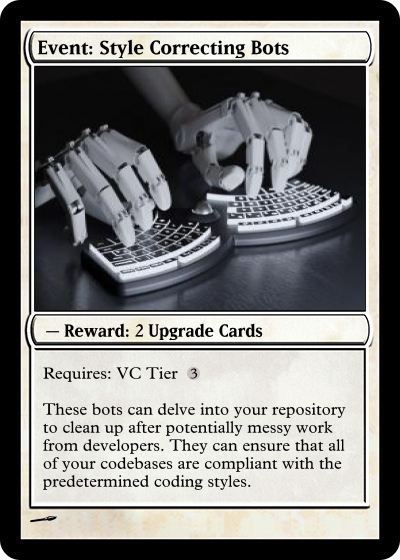 Event: Style Correcting Bots
— Reward: 2 Upgrade Cards
Requires: VC Tier 3
These bots can delve into your repository
to clean up after potentially messy work
from developers. They can ensure that all
of your codebases are compliant with the
predetermined coding styles.